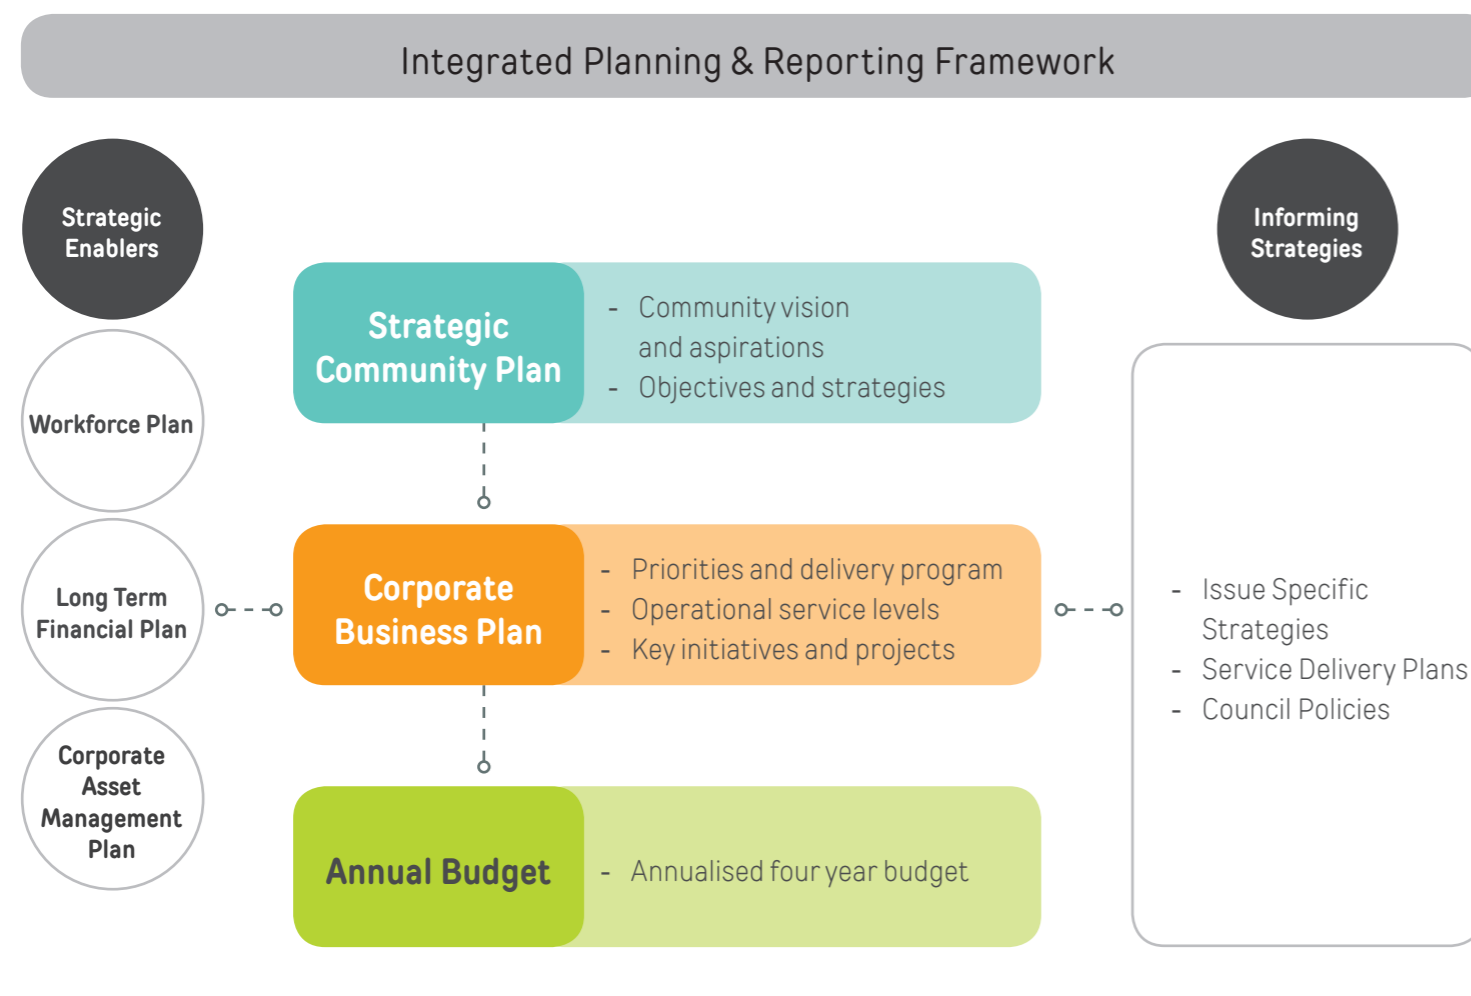 Integrated Planning & Reporting Framework
Strategic
Enablers
Workforce Plan
Long Term
Financial Plan
Corporate
Asset
Management
Plan
Strategic
Community Plan
- Community vision
and aspirations
- Objectives and strategies
Corporate
Business Plan
- Priorities and delivery program
- Operational service levels
- Key initiatives and projects
Annual Budget
- Annualised four year budget
Informing
Strategies
- Issue Specific
Strategies
- Service Delivery Plans
- Council Policies